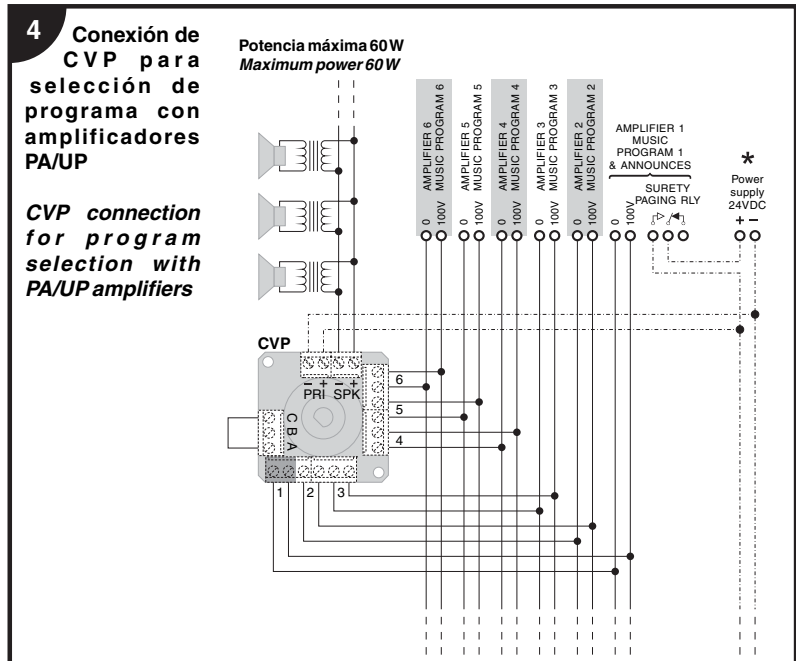 4
Conexión de
CVP para
selección de
programa con
amplificadores
PA/UP
CVP connection
for program
selection with
PA/UP amplifiers
Potencia máxima 60W
Maximum power 60W
0 AMPLIFIER 6
100V MUSIC PROGRAM 6
0 AMPLIFIER 5
100V MUSIC PROGRAM 5
0 AMPLIFIER 4
100V MUSIC PROGRAM 4
0 AMPLIFIER 3
100V MUSIC PROGRAM 3
0 AMPLIFIER 2
100V MUSIC PROGRAM 2
AMPLIFIER 1
MUSIC
PROGRAM 1
& ANNOUNCES
0
100V
SURETY
PAGING RLY
*
Power
supply
24VDC
+ −
CVP
− + − +
PRI SPK
6
5
4
C B A
1 2 3